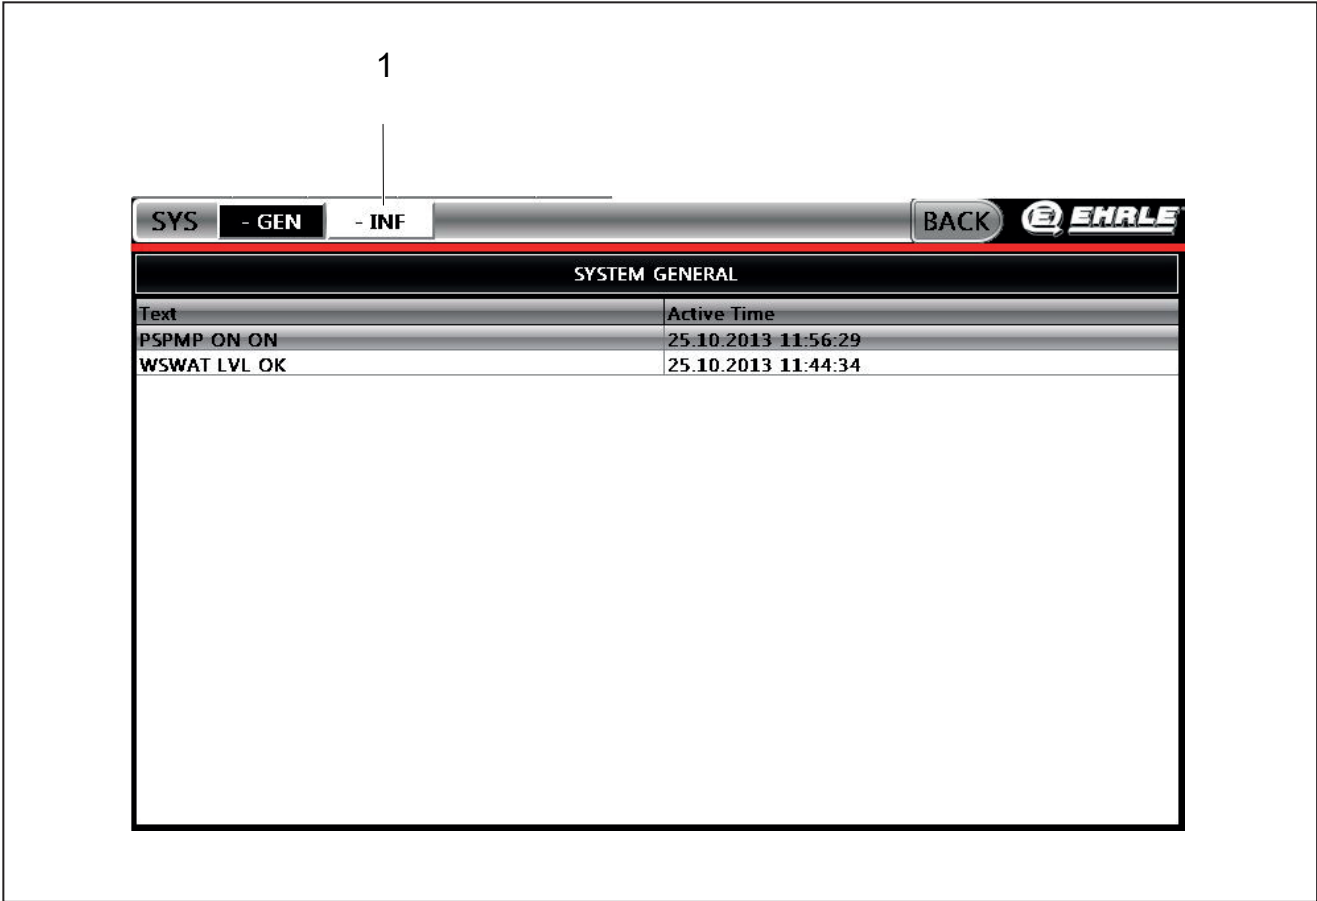 1
SYS - GEN - INF BACK EHRLE
SYSTEM GENERAL
Text Active Time
PSPMP ON ON 25.10.2013 11:56:29
WSWAT LVL OK 25.10.2013 11:44:34